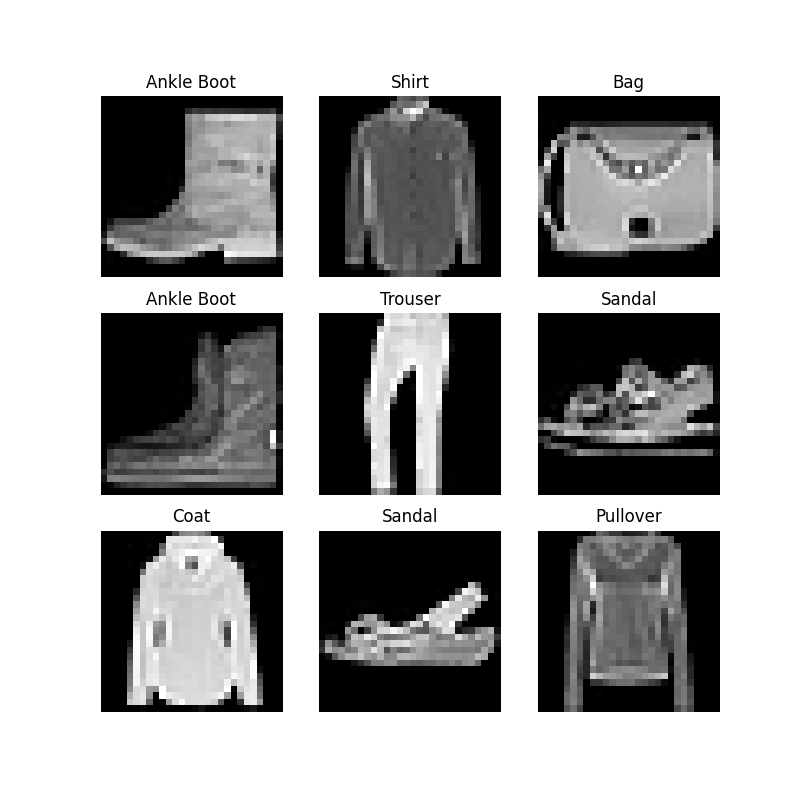 Ankle Boot
Shirt
Bag
Ankle Boot
Trouser
Sandal
Coat
Sandal
Pullover